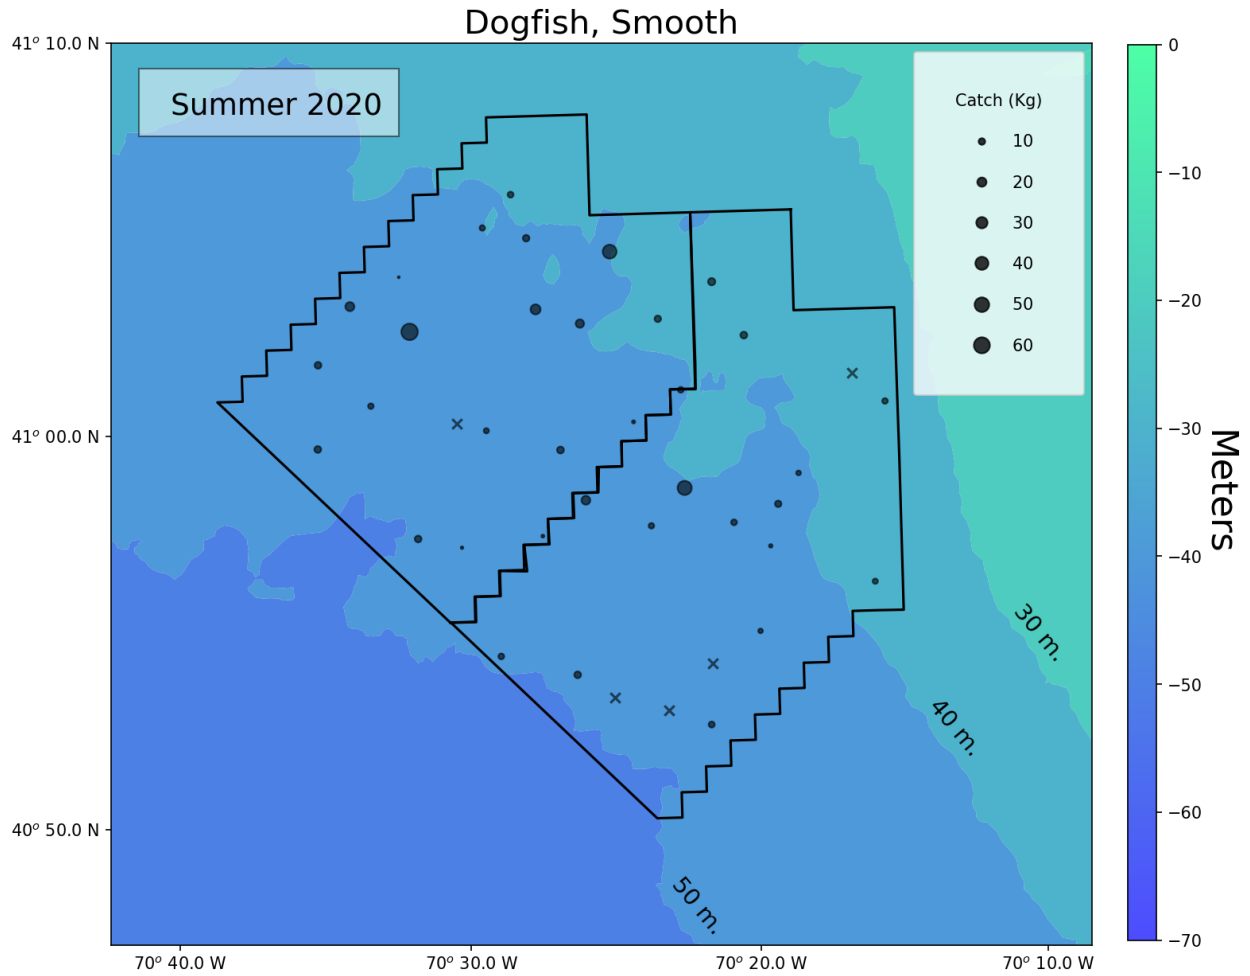 Dogfish, Smooth
41° 10.0 N
41° 00.0 N
40° 50.0 N
Summer 2020
Catch (Kg)
10
20
30
40
50
60
30 m.
40 m.
50 m.
70° 40.0 W
70° 30.0 W
70° 20.0 W
70° 10.0 W
0
−10
−20
−30
−40
−50
−60
−70
Meters